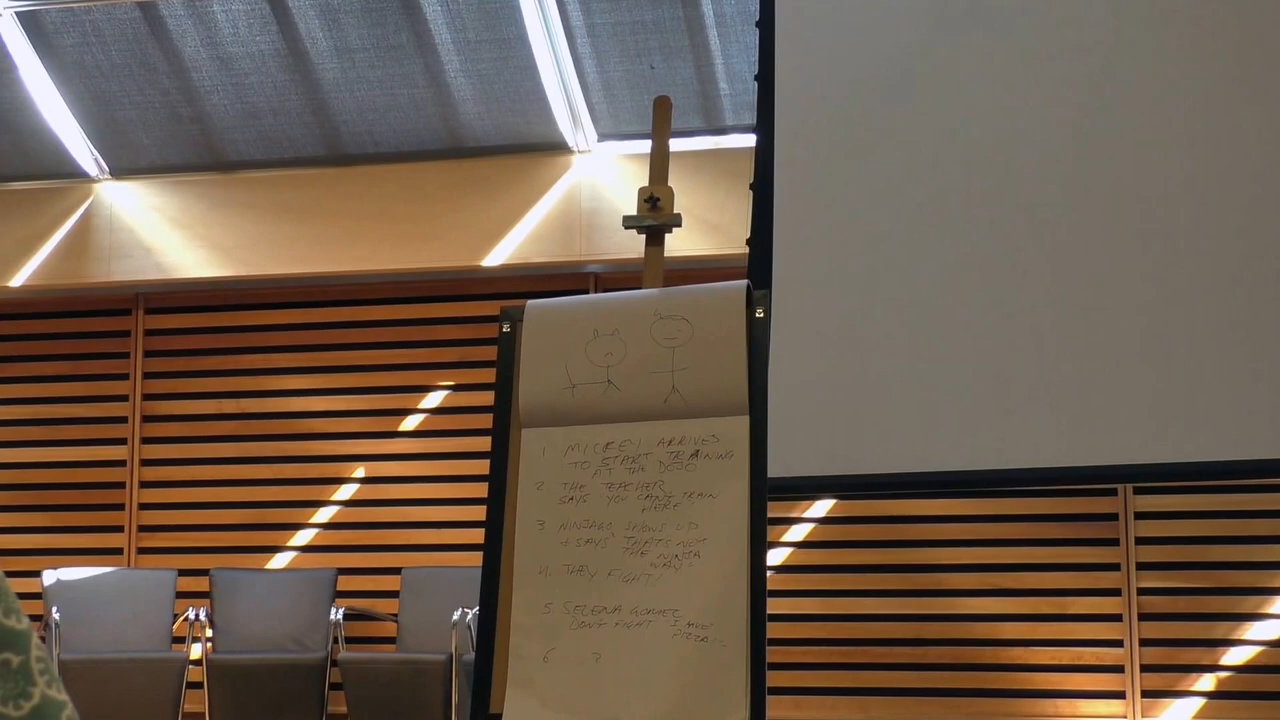 1 MICKEY ARRIVES
TO START TRAINING
AT THE DOJO
2. THE TEACHER
SAYS "YOU CAN'T TRAIN
HERE"
3 NINJAGO SHOWS UP
+ SAYS "THAT'S NOT
THE NINJA
WAY"
4. THEY FIGHT!
5. SELENA GOMEZ
DON'T FIGHT I HAVE
PIZZA!
6 ?